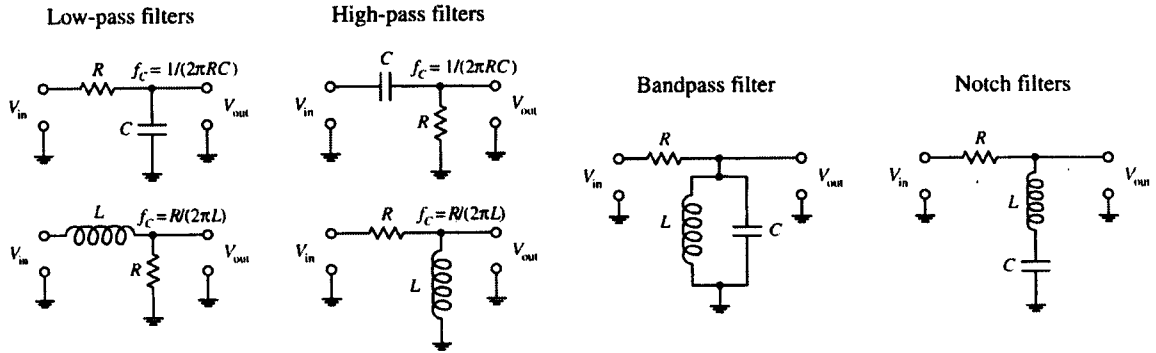 Low-pass filters
R
f_C = 1/(2πRC)
V_in
C
V_out
L
f_C = R/(2πL)
V_in
R
V_out
High-pass filters
C
f_C = 1/(2πRC)
V_in
R
V_out
R
f_C = R/(2πL)
V_in
L
V_out
Bandpass filter
R
V_in
L
C
V_out
Notch filters
R
V_in
L
C
V_out